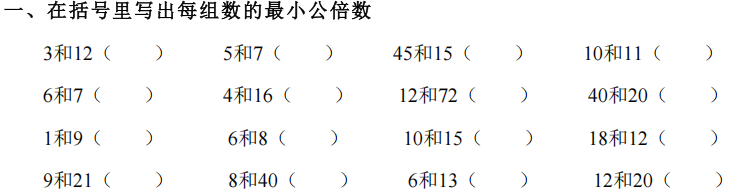 一、在括号里写出每组数的最小公倍数
3和12（　　） 5和7（　　） 45和15（　　） 10和11（　　）
6和7（　　） 4和16（　　） 12和72（　　） 40和20（　　）
1和9（　　） 6和8（　　） 10和15（　　） 18和12（　　）
9和21（　　） 8和40（　　） 6和13（　　） 12和20（　　）